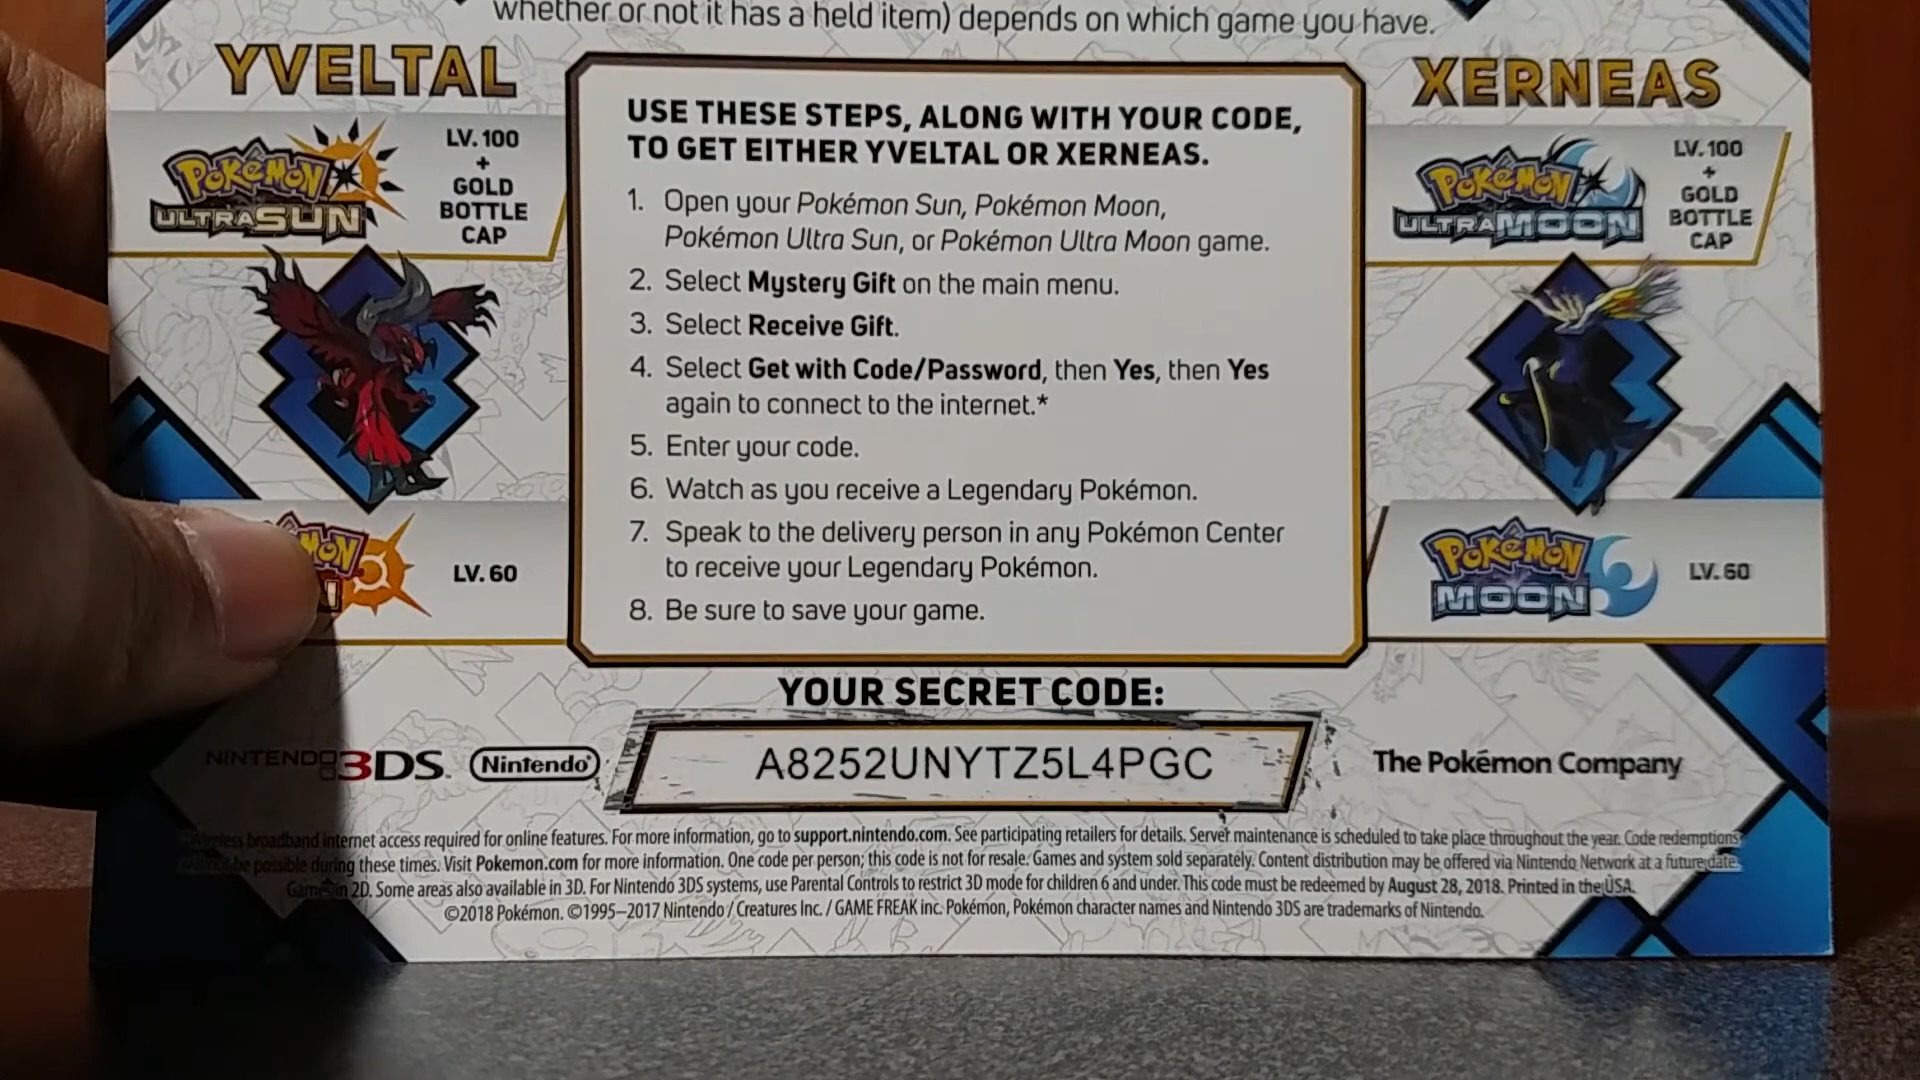 whether or not it has a held item) depends on which game you have.
YVELTAL
Pokémon
ULTRA SUN
LV. 100
+
GOLD
BOTTLE
CAP
LV. 60
USE THESE STEPS, ALONG WITH YOUR CODE,
TO GET EITHER YVELTAL OR XERNEAS.
1. Open your Pokémon Sun, Pokémon Moon,
Pokémon Ultra Sun, or Pokémon Ultra Moon game.
2. Select Mystery Gift on the main menu.
3. Select Receive Gift.
4. Select Get with Code/Password, then Yes, then Yes
again to connect to the internet.*
5. Enter your code.
6. Watch as you receive a Legendary Pokémon.
7. Speak to the delivery person in any Pokémon Center
to receive your Legendary Pokémon.
8. Be sure to save your game.
XERNEAS
Pokémon
ULTRA MOON
LV. 100
+
GOLD
BOTTLE
CAP
Pokémon
MOON
LV. 60
YOUR SECRET CODE:
NINTENDO 3DS
Nintendo
A8252UNYTZ5L4PGC
The Pokémon Company
broadband internet access required for online features. For more information, go to support.nintendo.com. See participating retailers for details. Server maintenance is scheduled to take place throughout the year. Code redemptions
be possible during these times. Visit Pokemon.com for more information. One code per person; this code is not for resale. Games and system sold separately. Content distribution may be offered via Nintendo Network at a future date.
in 2D. Some areas also available in 3D. For Nintendo 3DS systems, use Parental Controls to restrict 3D mode for children 6 and under. This code must be redeemed by August 28, 2018. Printed in the USA.
©2018 Pokémon. ©1995–2017 Nintendo / Creatures Inc. / GAME FREAK inc. Pokémon, Pokémon character names and Nintendo 3DS are trademarks of Nintendo.